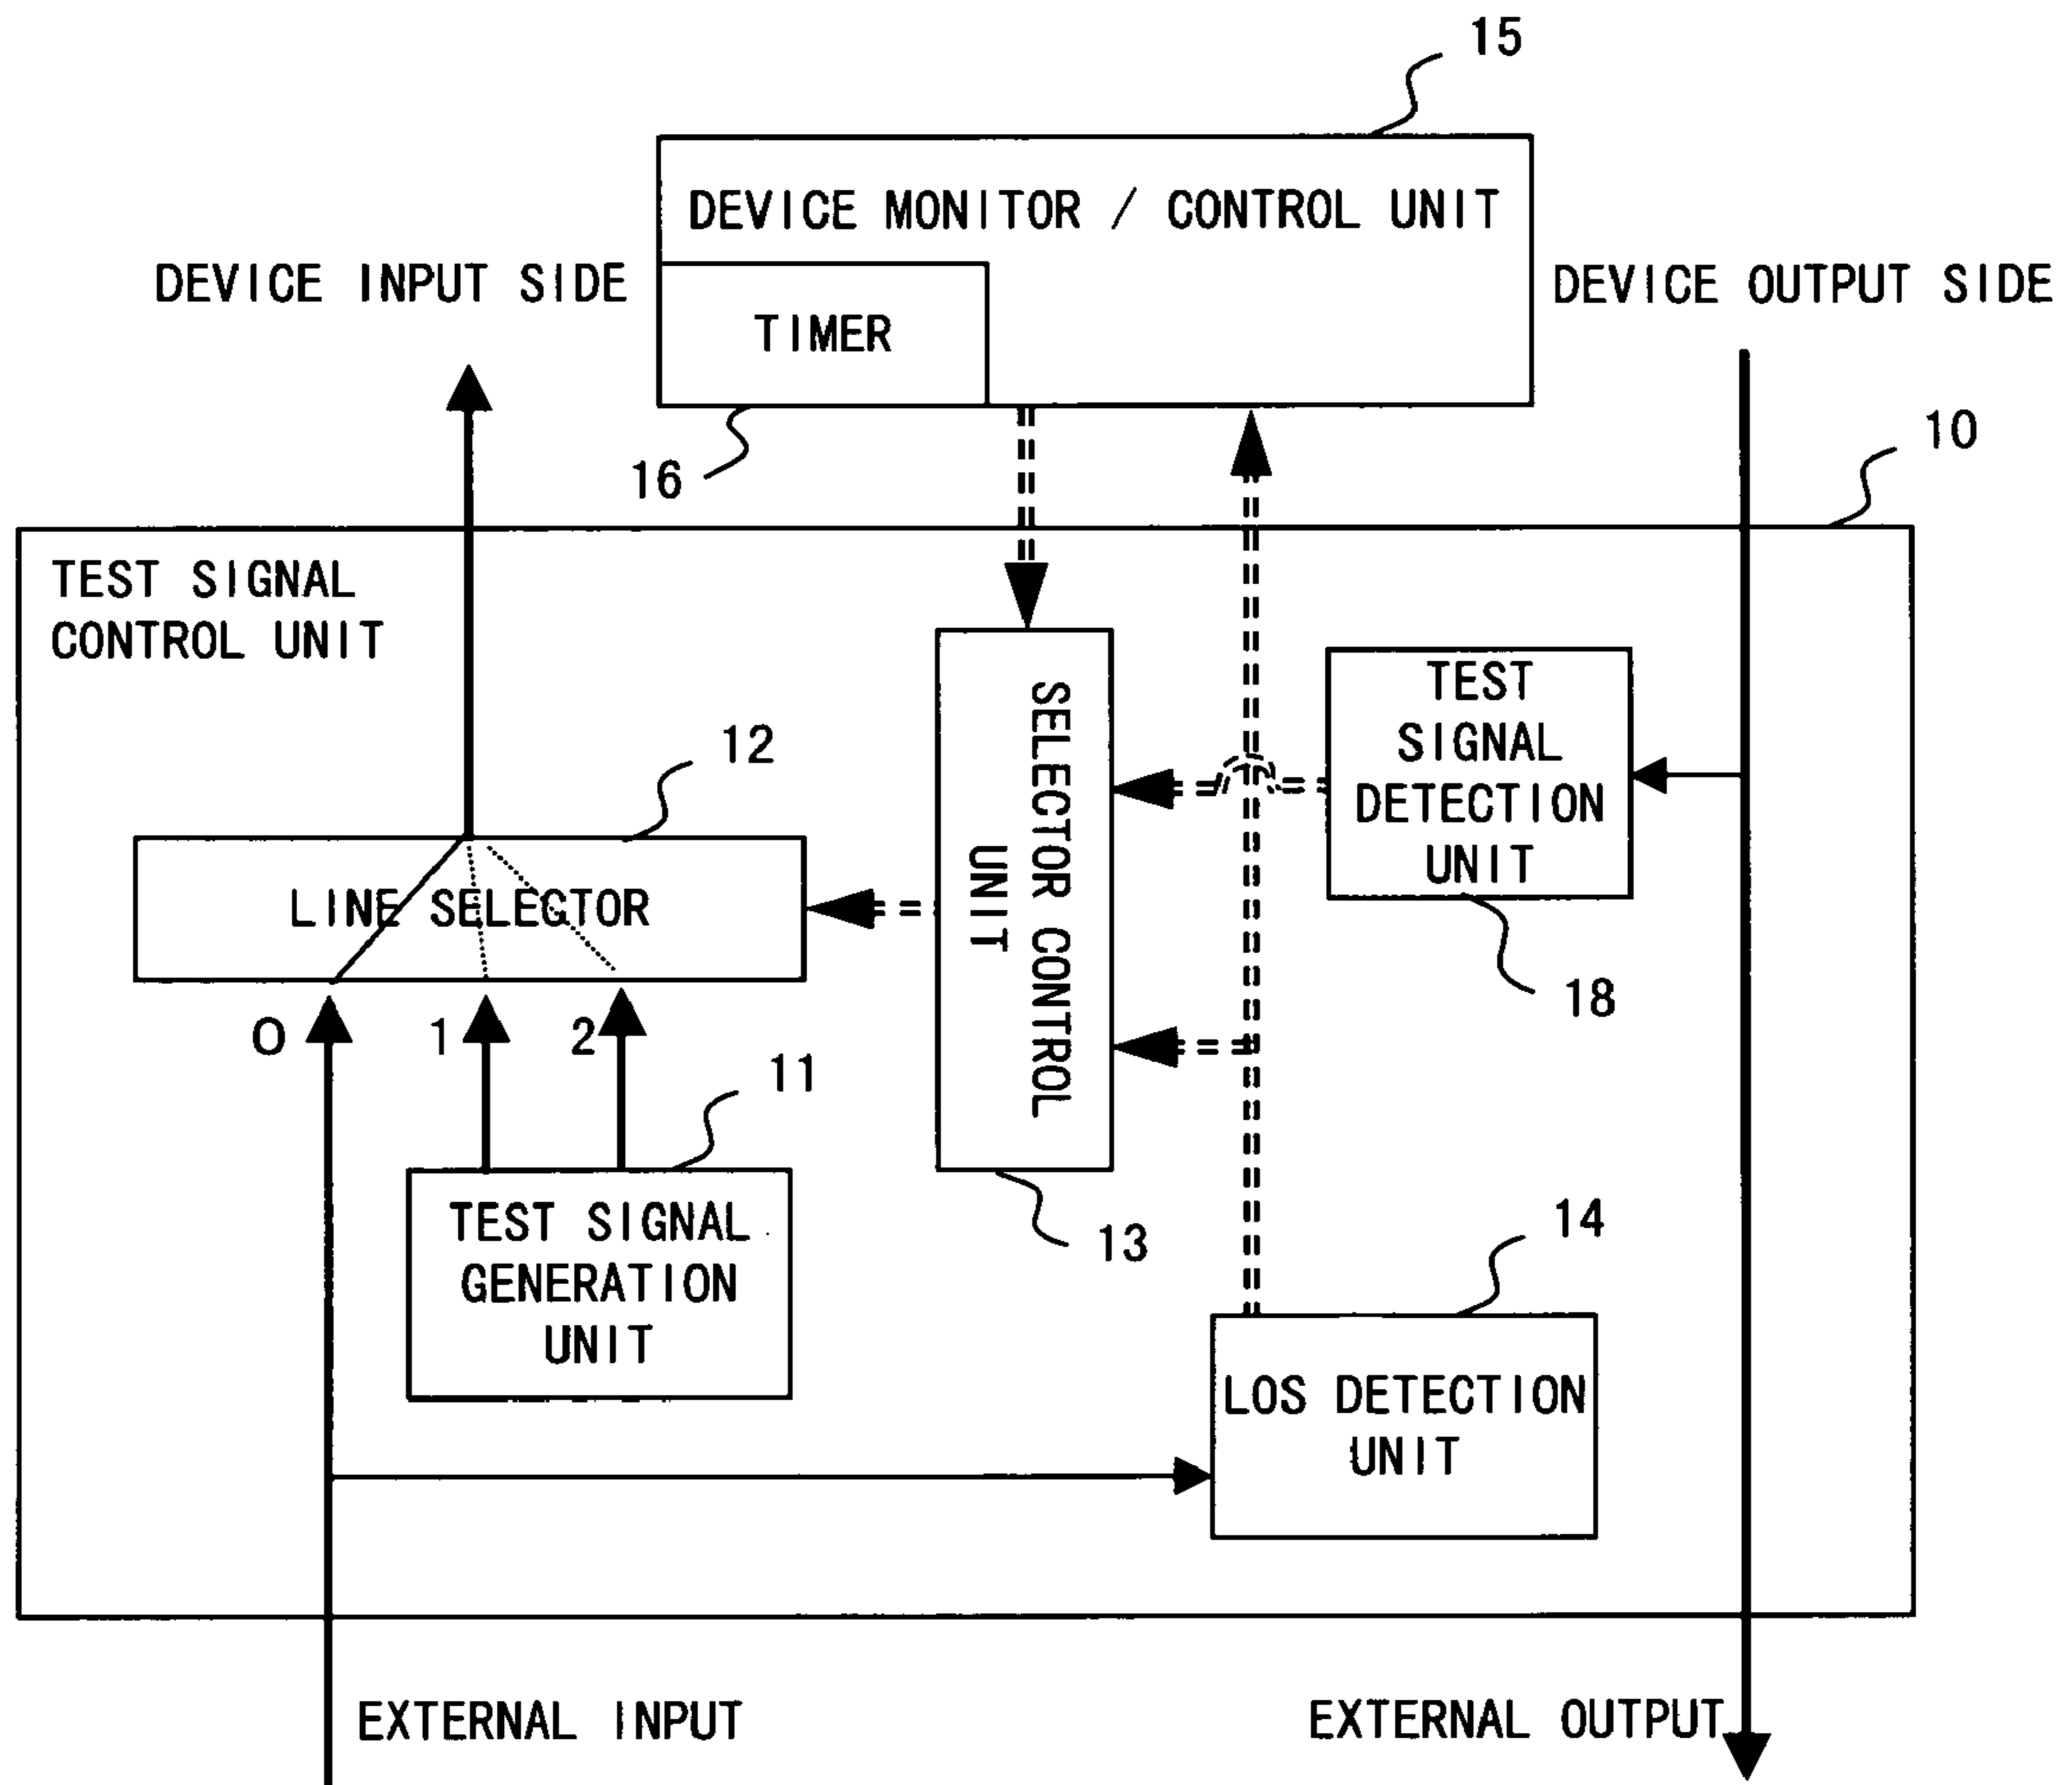 15
DEVICE MONITOR / CONTROL UNIT
DEVICE INPUT SIDE
TIMER
DEVICE OUTPUT SIDE
16
10
TEST SIGNAL
CONTROL UNIT
SELECTOR CONTROL
UNIT
TEST
SIGNAL
DETECTION
UNIT
12
LINE SELECTOR
18
0
1
2
11
TEST SIGNAL
GENERATION
UNIT
13
14
LOS DETECTION
UNIT
EXTERNAL INPUT
EXTERNAL OUTPUT